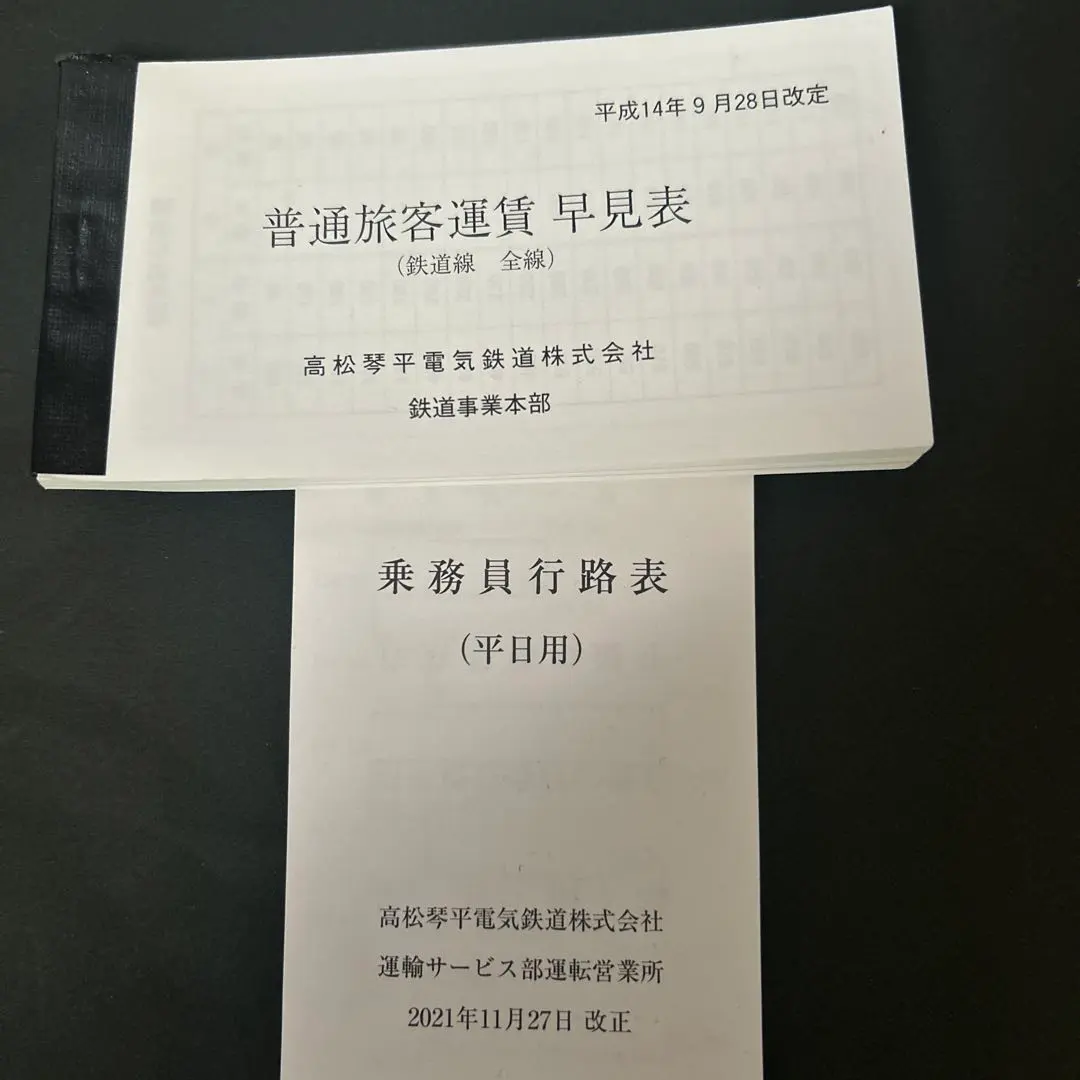 平成14年9月28日改定
普通旅客運賃 早見表
（鉄道線　全線）
高松琴平電気鉄道株式会社
鉄道事業本部
乗務員行路表
（平日用）
高松琴平電気鉄道株式会社
運輸サービス部運転営業所
2021年11月27日 改正